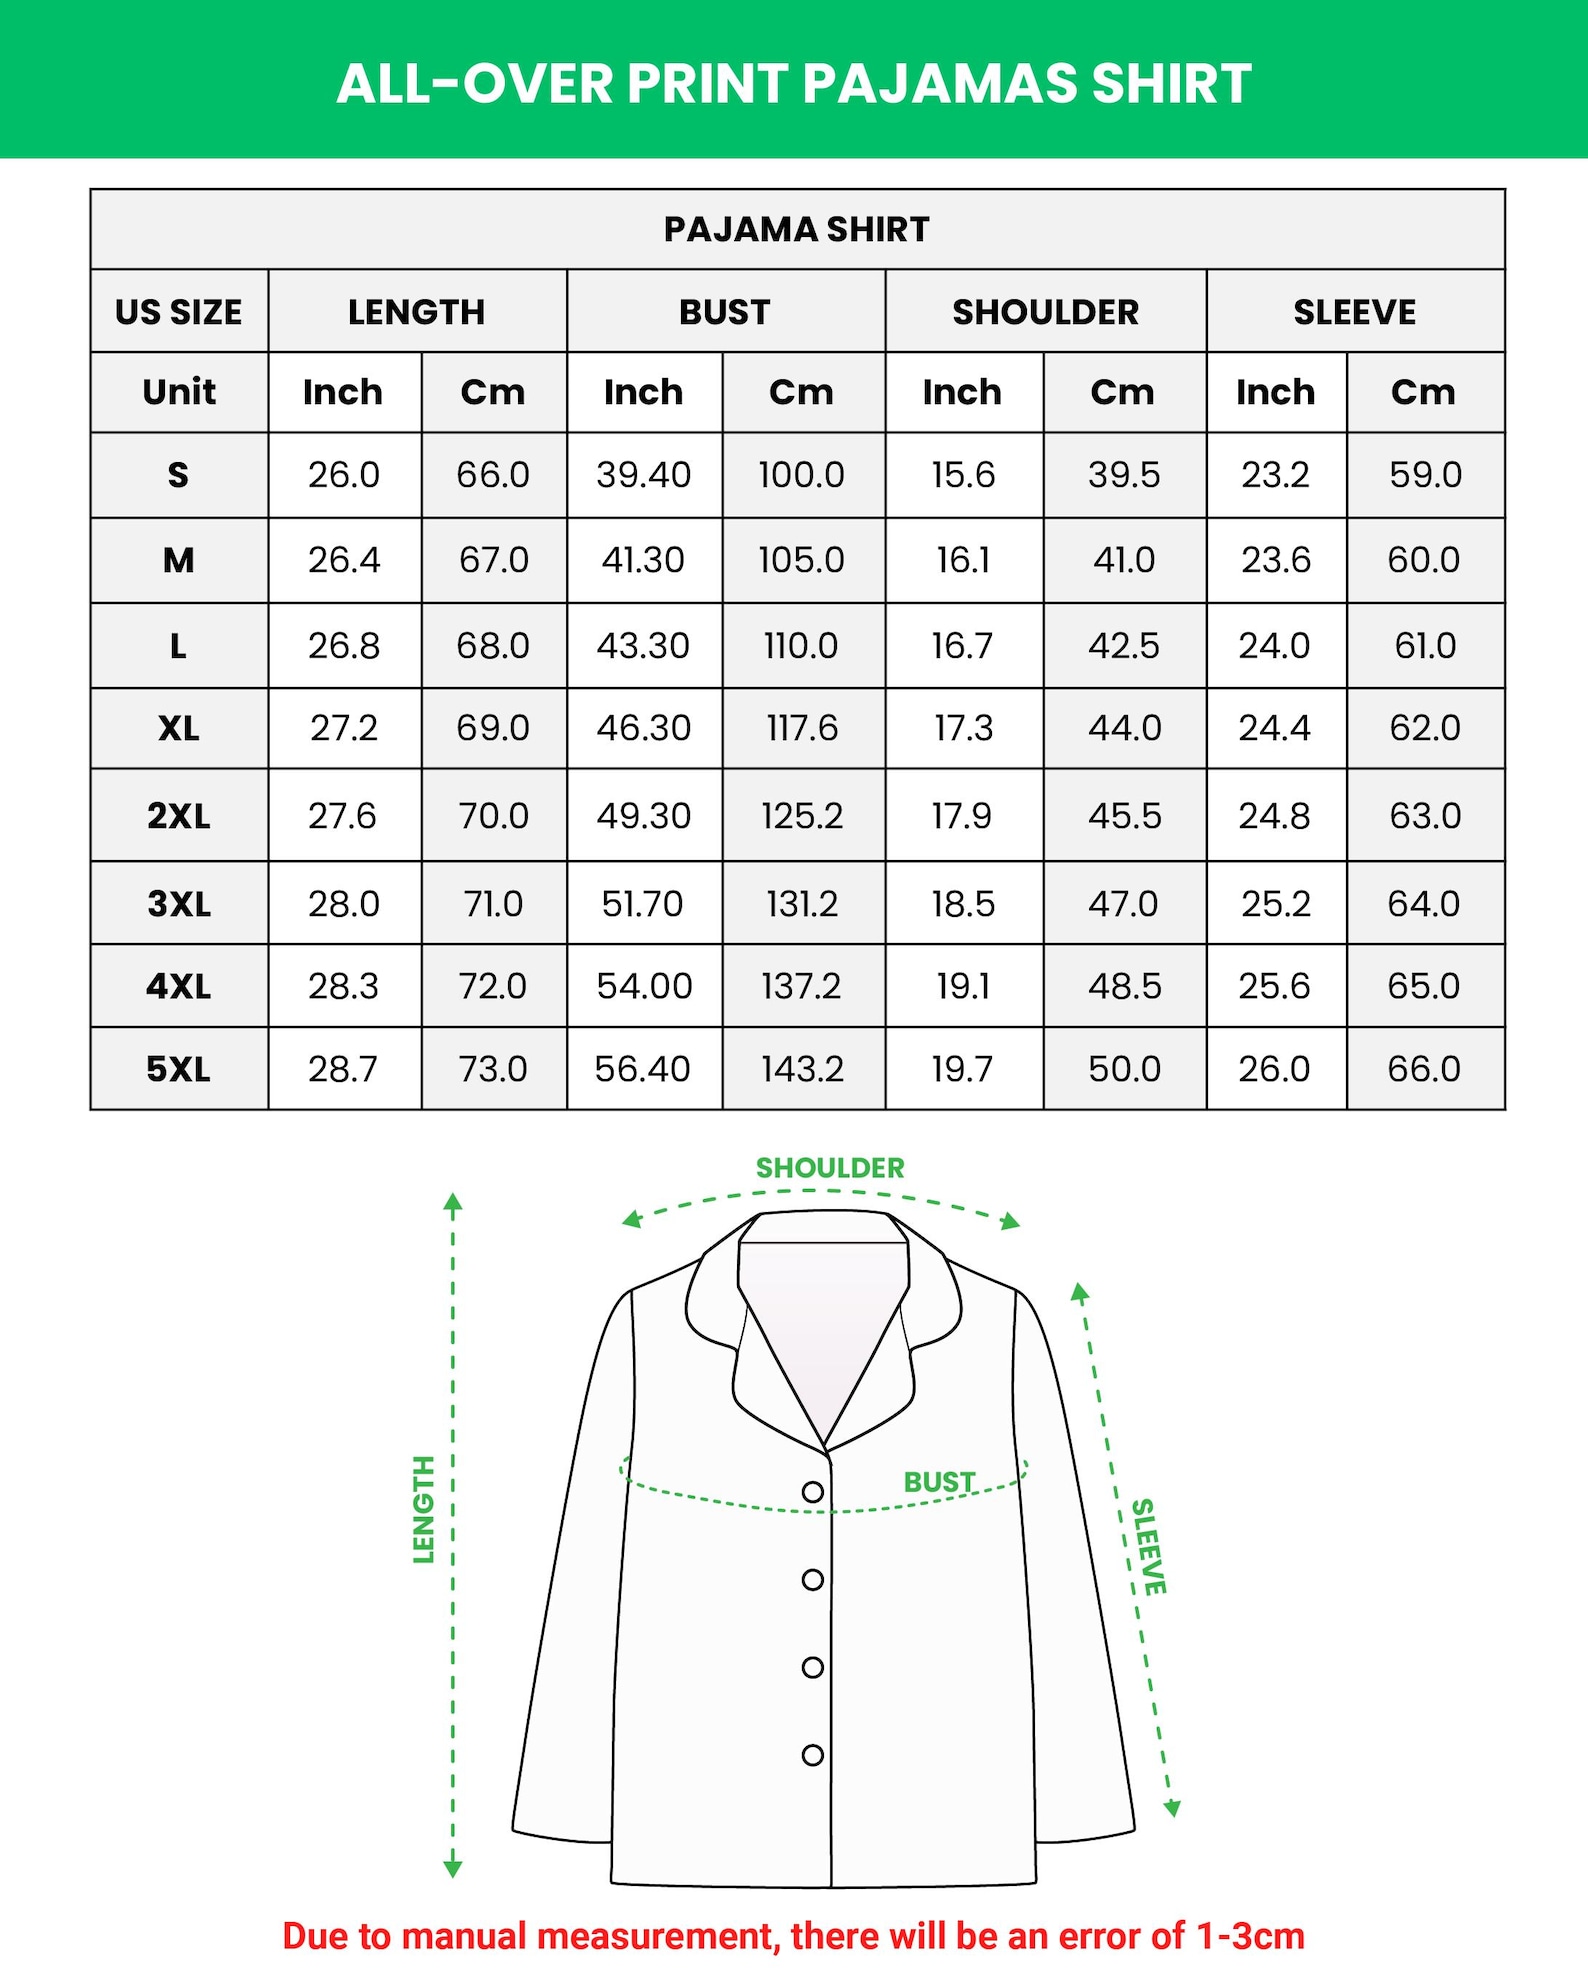 ALL-OVER PRINT PAJAMAS SHIRT
PAJAMA SHIRT
US SIZE LENGTH BUST SHOULDER SLEEVE
Unit Inch Cm Inch Cm Inch Cm Inch Cm
S 26.0 66.0 39.40 100.0 15.6 39.5 23.2 59.0
M 26.4 67.0 41.30 105.0 16.1 41.0 23.6 60.0
L 26.8 68.0 43.30 110.0 16.7 42.5 24.0 61.0
XL 27.2 69.0 46.30 117.6 17.3 44.0 24.4 62.0
2XL 27.6 70.0 49.30 125.2 17.9 45.5 24.8 63.0
3XL 28.0 71.0 51.70 131.2 18.5 47.0 25.2 64.0
4XL 28.3 72.0 54.00 137.2 19.1 48.5 25.6 65.0
5XL 28.7 73.0 56.40 143.2 19.7 50.0 26.0 66.0
SHOULDER
LENGTH
BUST
SLEEVE
Due to manual measurement, there will be an error of 1-3cm